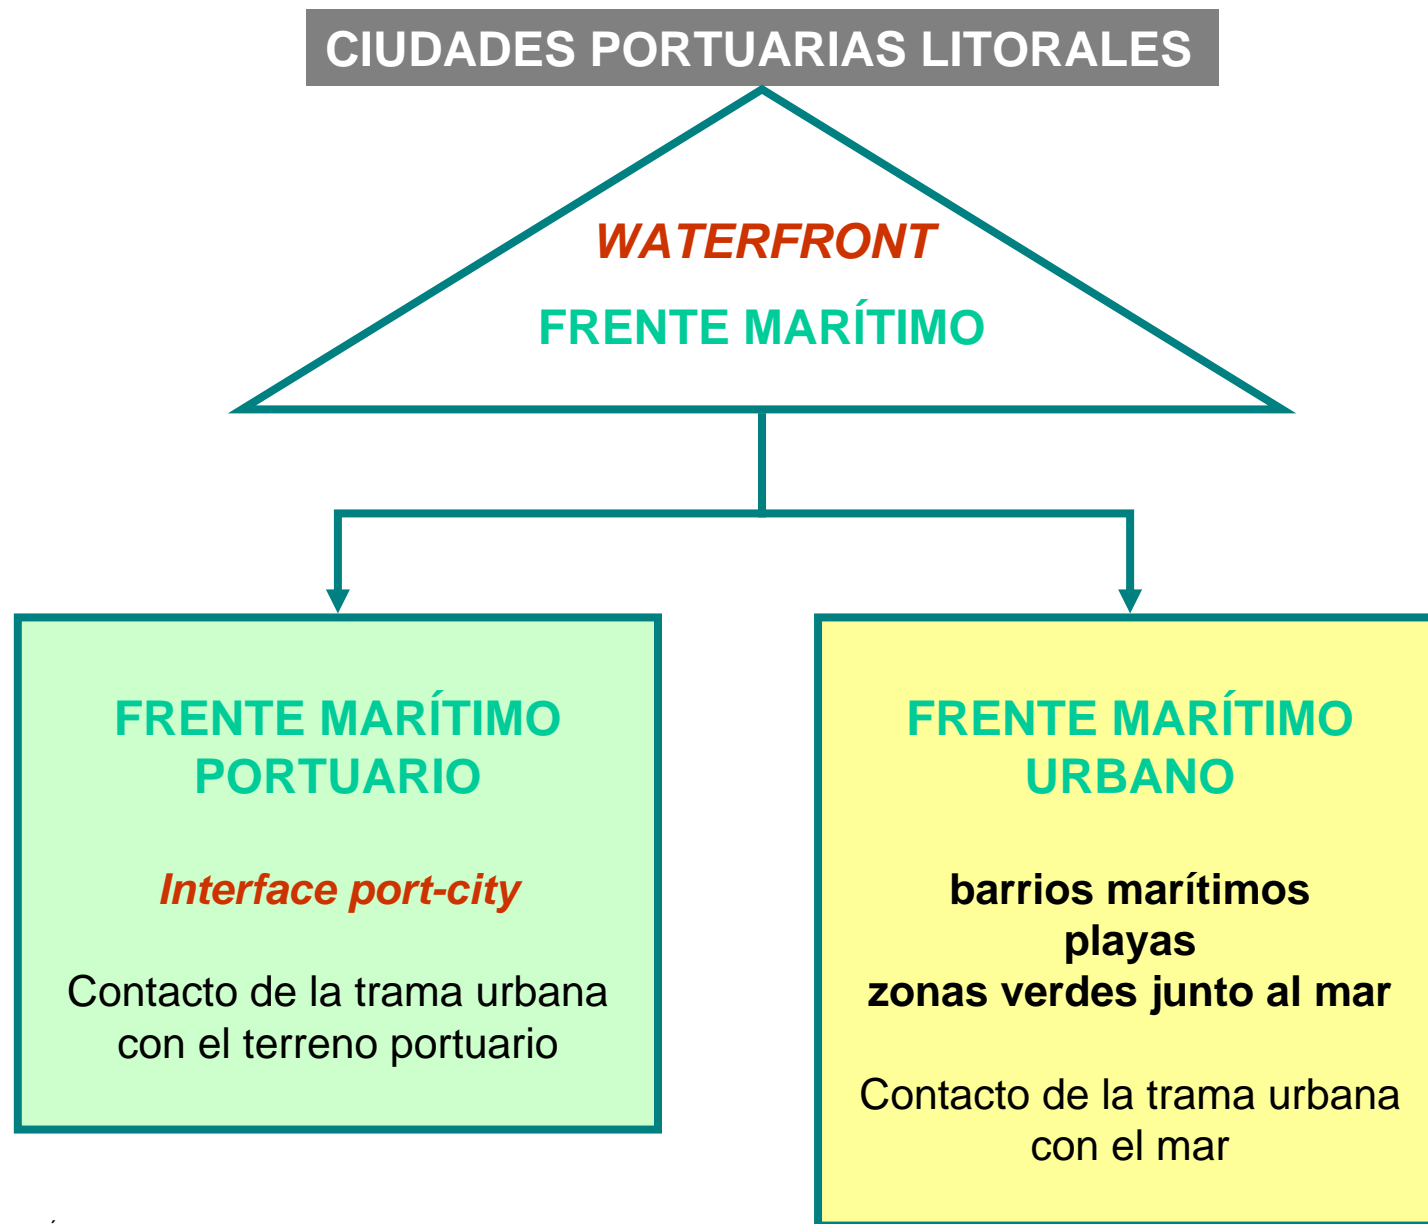 CIUDADES PORTUARIAS LITORALES
WATERFRONT
FRENTE MARÍTIMO
FRENTE MARÍTIMO
PORTUARIO
Interface port-city
Contacto de la trama urbana
con el terreno portuario
FRENTE MARÍTIMO
URBANO
barrios marítimos
playas
zonas verdes junto al mar
Contacto de la trama urbana
con el mar